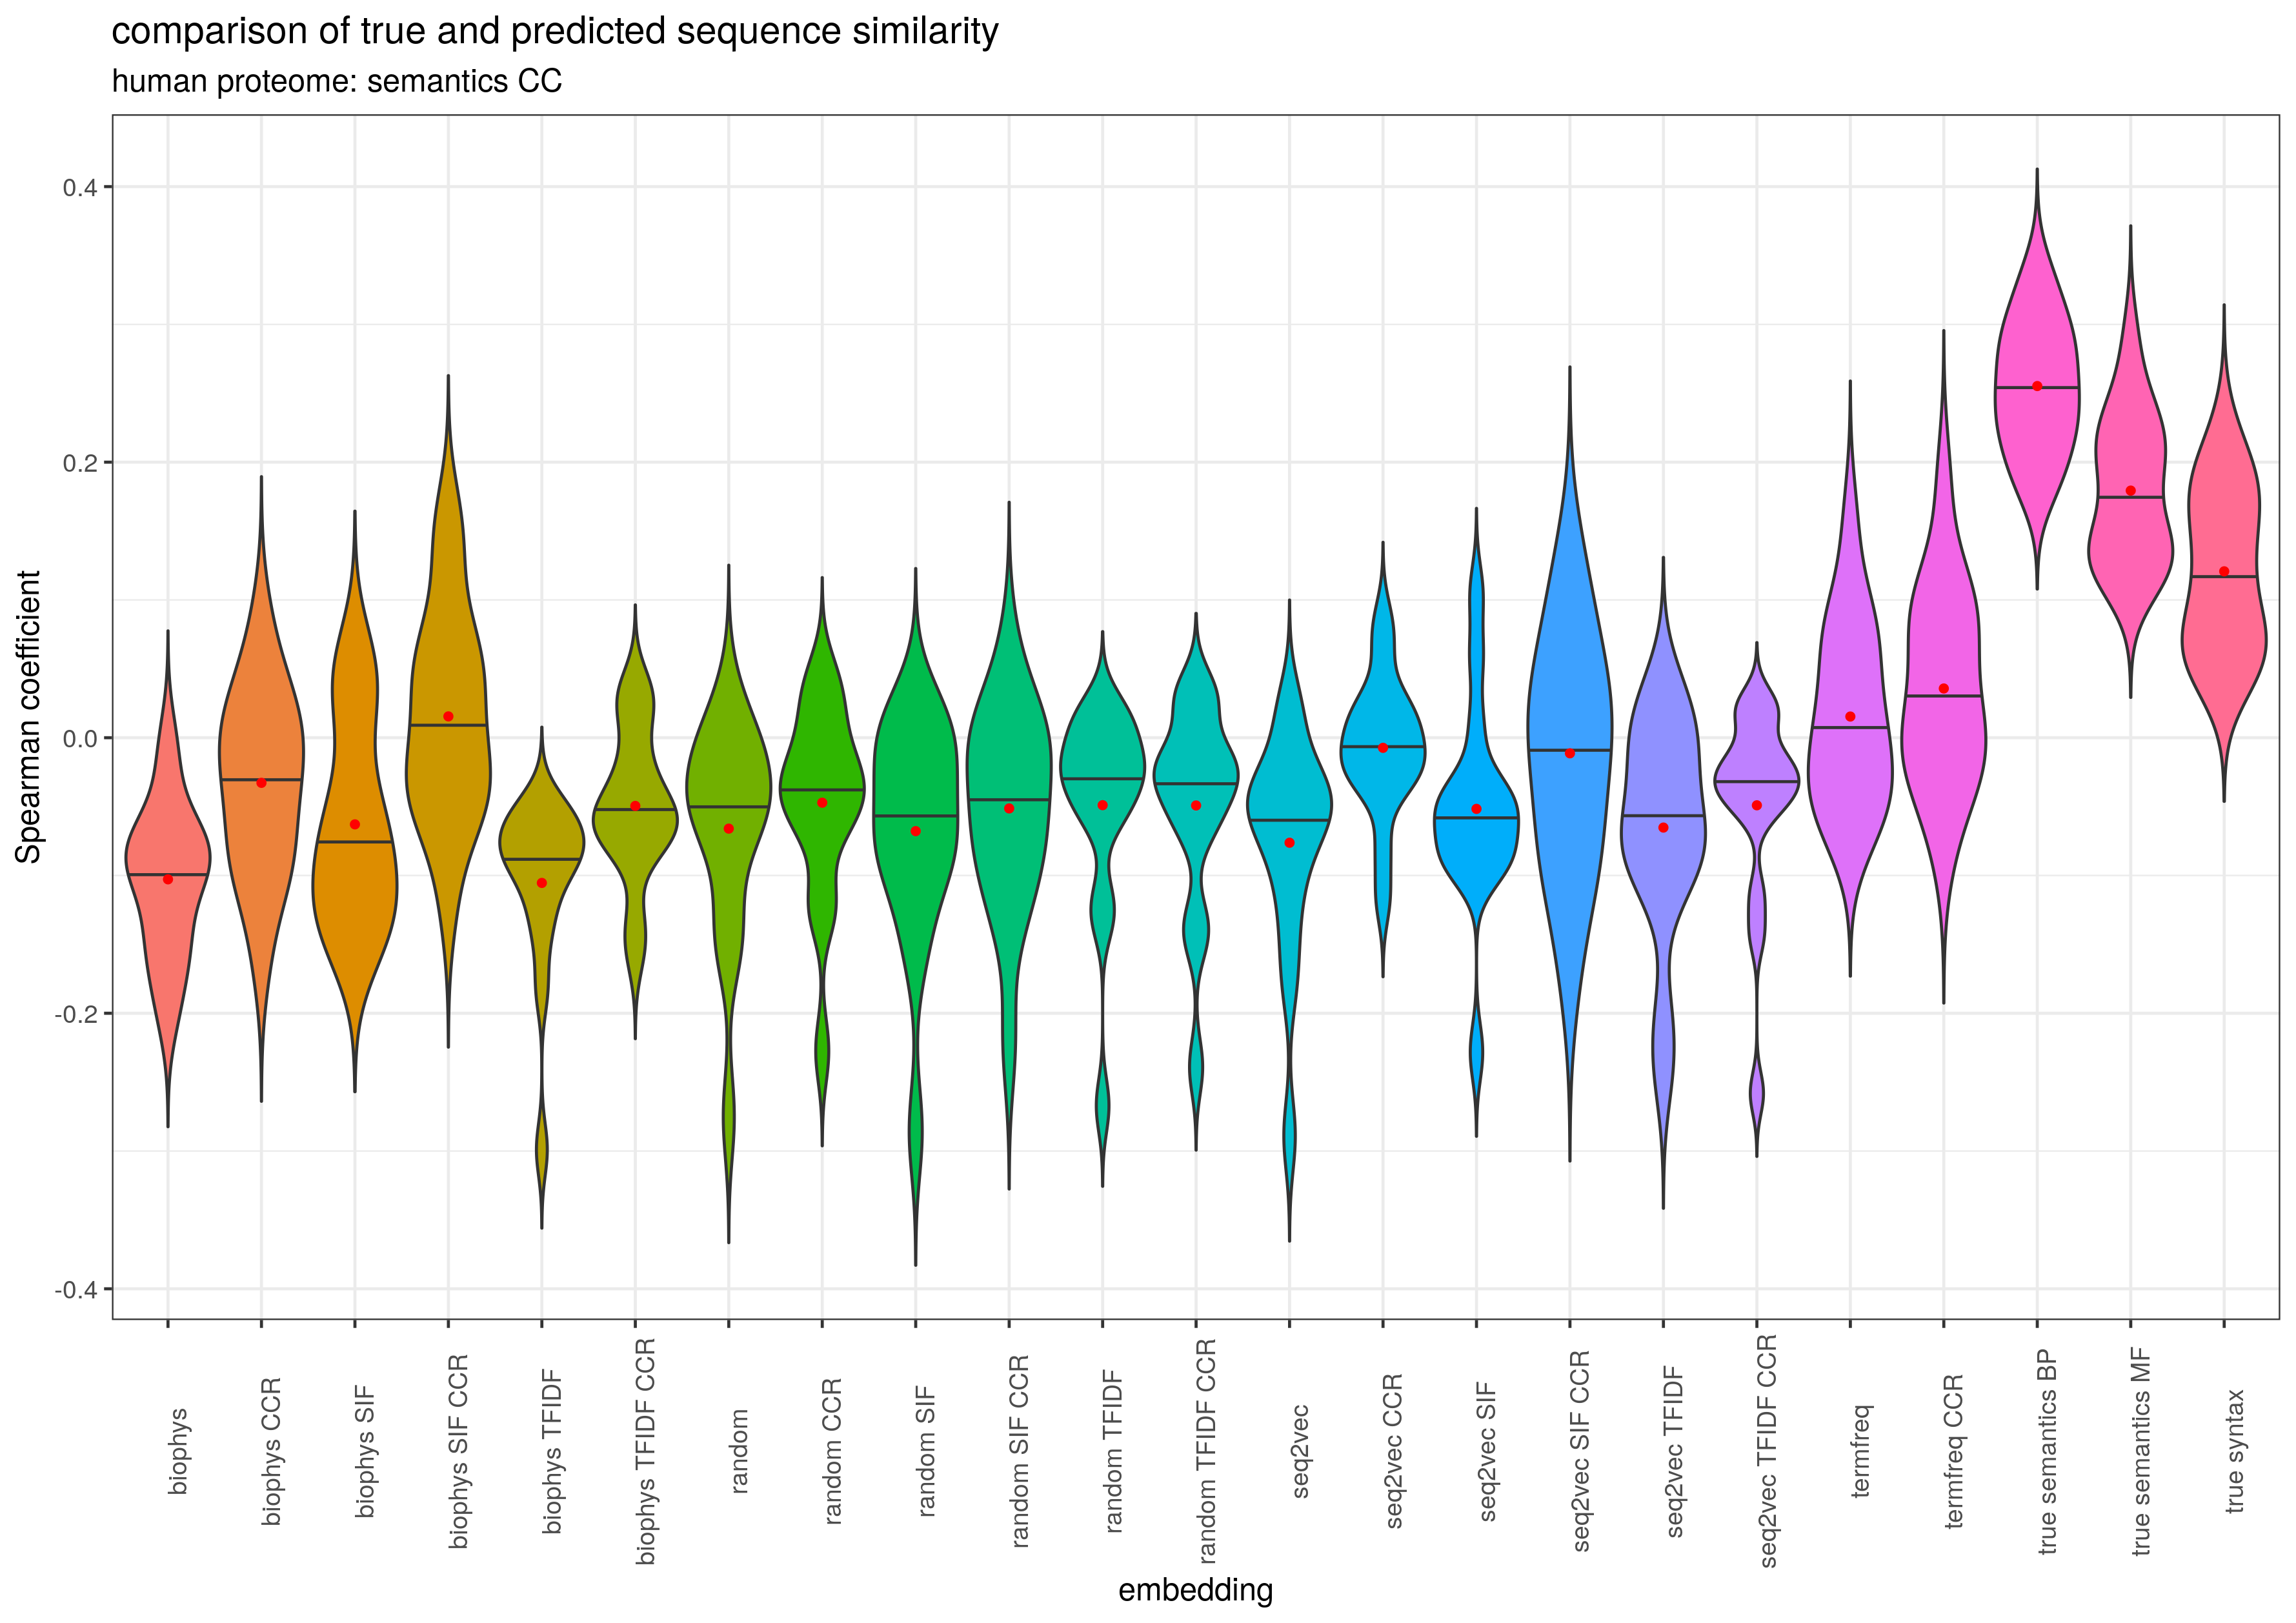 comparison of true and predicted sequence similarity
human proteome: semantics CC
Spearman coefficient
0.4
0.2
0.0
-0.2
-0.4
biophys
biophys CCR
biophys SIF
biophys SIF CCR
biophys TFIDF
biophys TFIDF CCR
random
random CCR
random SIF
random SIF CCR
random TFIDF
random TFIDF CCR
seq2vec
seq2vec CCR
seq2vec SIF
seq2vec SIF CCR
seq2vec TFIDF
seq2vec TFIDF CCR
termfreq
termfreq CCR
true semantics BP
true semantics MF
true syntax
embedding